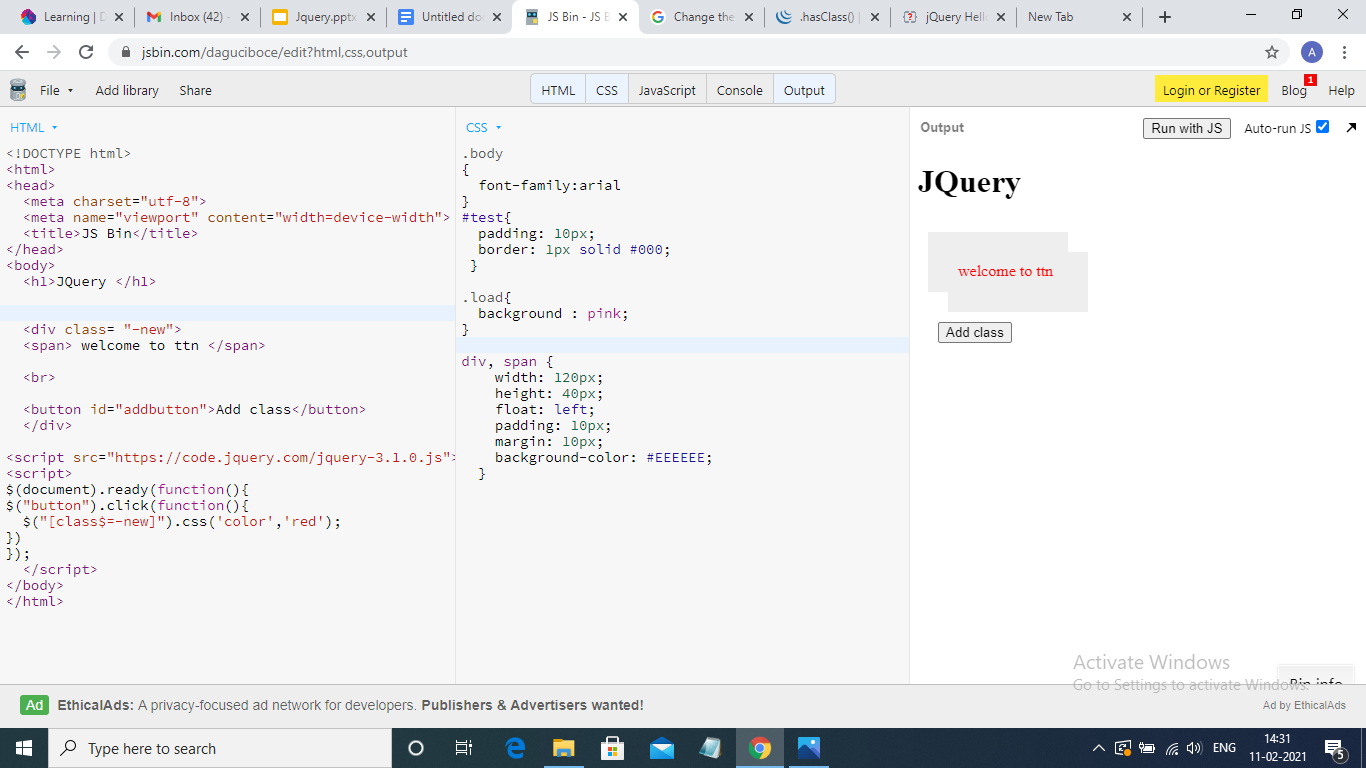 Learning | D
Inbox (42) -
Jquery.pptx
Untitled do
JS Bin - JS B
Change the
.hasClass() |
jQuery Hell
New Tab
jsbin.com/daguciboce/edit?html,css,output
A
File
Add library
Share
HTML
CSS
JavaScript
Console
Output
Login or Register
Blog
1
Help
HTML
<!DOCTYPE html>
<html>
<head>
<meta charset="utf-8">
<meta name="viewport" content="width=device-width">
<title>JS Bin</title>
</head>
<body>
<h1>JQuery </h1>
<div class= "-new">
<span> welcome to ttn </span>
<br>
<button id="addbutton">Add class</button>
</div>
<script src="https://code.jquery.com/jquery-3.1.0.js">
<script>
$(document).ready(function(){
$("button").click(function(){
$("[class$=-new]").css('color','red');
})
});
</script>
</body>
</html>
CSS
.body
{
font-family:arial
}
#test{
padding: 10px;
border: 1px solid #000;
}
.load{
background : pink;
}
div, span {
width: 120px;
height: 40px;
float: left;
padding: 10px;
margin: 10px;
background-color: #EEEEEE;
}
Output
Run with JS
Auto-run JS
JQuery
welcome to ttn
Add class
Activate Windows
Go to Settings to activate Windows.
Bin info
Ad
EthicalAds: A privacy-focused ad network for developers. Publishers & Advertisers wanted!
Ad by EthicalAds
Type here to search
ENG
14:31
11-02-2021
5